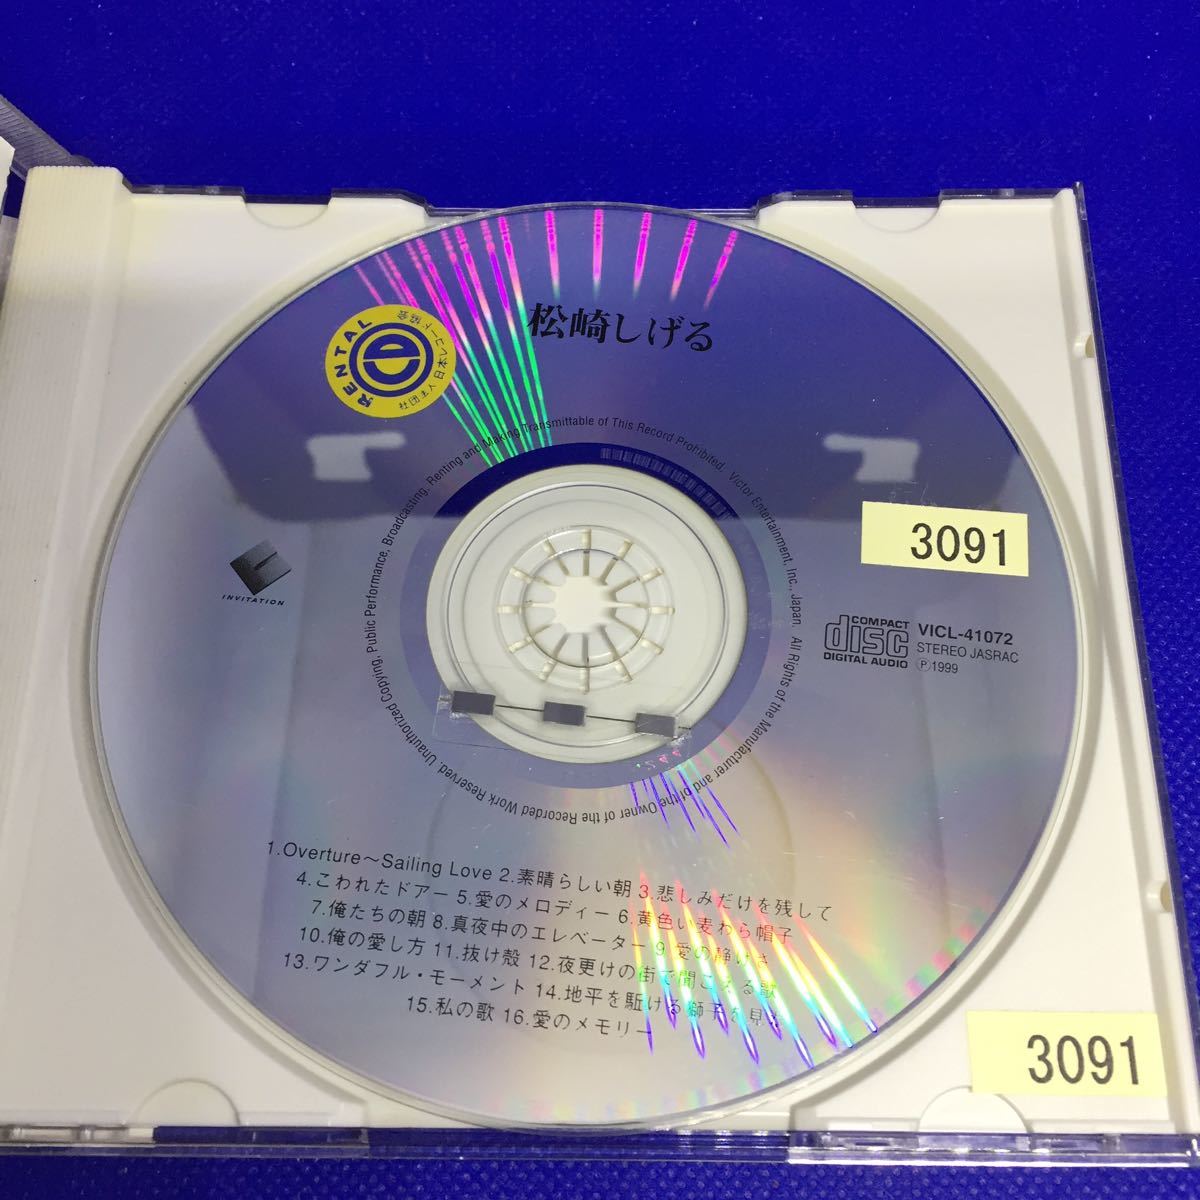 松崎しげる
RENTAL
社団法人 日本レコード協会
Unauthorized Copying, Public Performance, Broadcasting, Renting and Making Transmittable of This Record Prohibited. Victor Entertainment, Inc., Japan. All Rights of the Manufacturer and of the Owner of the Recorded Work Reserved.
3091
INVITATION
COMPACT
disc
DIGITAL AUDIO
VICL-41072
STEREO JASRAC
Ⓟ1999
1.Overture〜Sailing Love 2.素晴らしい朝 3.悲しみだけを残して
4.こわれたドアー 5.愛のメロディー 6.黄色い麦わら帽子
7.俺たちの朝 8.真夜中のエレベーター 9.愛の静けさ
10.俺の愛し方 11.抜け殻 12.夜更けの街で聞こえる歌
13.ワンダフル・モーメント 14.地平を駈ける獅子を見た
15.私の歌 16.愛のメモリー
3091